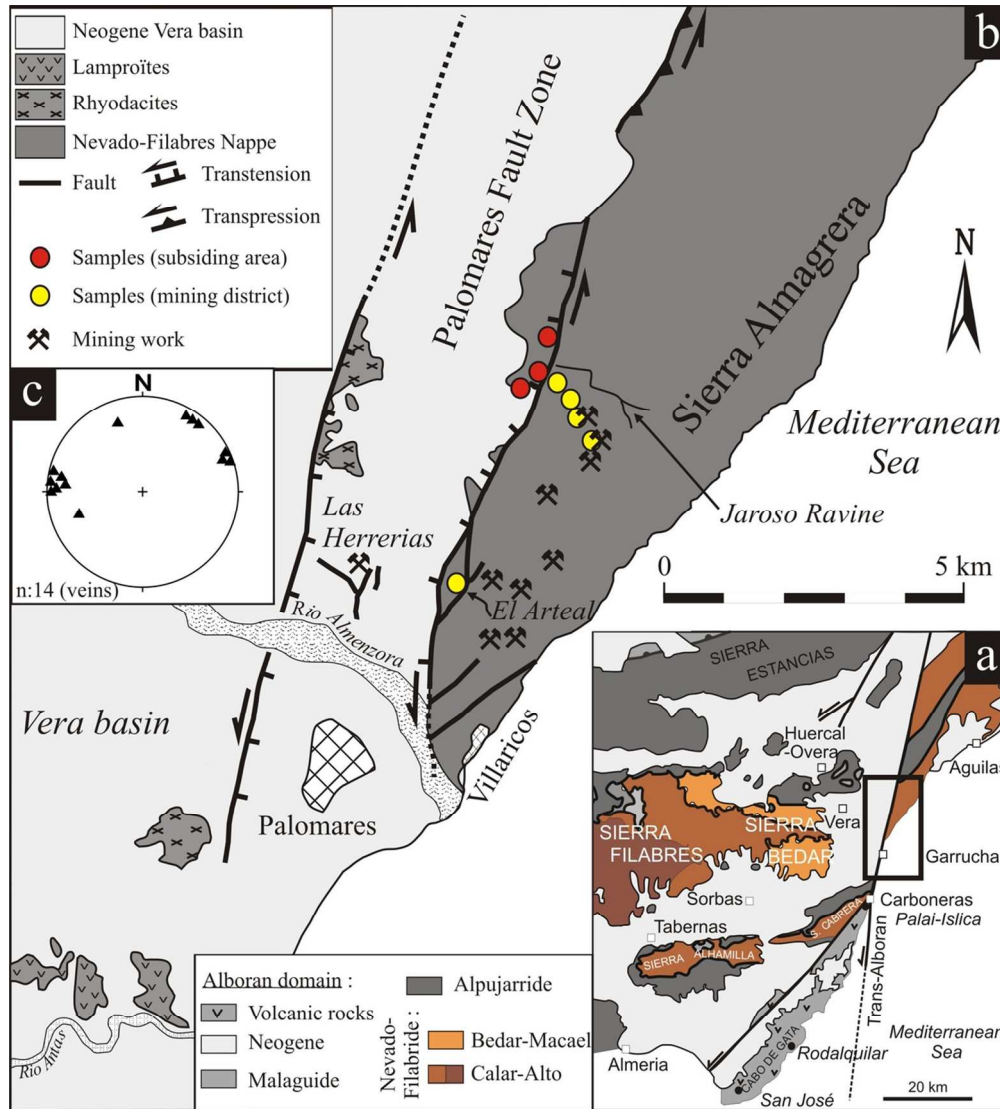 b
Neogene Vera basin
Lamproïtes
Rhyodacites
Nevado-Filabres Nappe
Fault
Transtension
Transpression
Samples (subsiding area)
Samples (mining district)
Mining work
c
N
n:14 (veins)
Palomares Fault Zone
Sierra Almagrera
N
Mediterranean
Sea
Jaroso Ravine
Las
Herrerias
El Arteal
0
5 km
Rio Almenzora
Vera basin
Palomares
Villaricos
Rio Antas
Alboran domain :
Volcanic rocks
Neogene
Malaguide
Nevado-
Filabride :
Alpujarride
Bedar-Macael
Calar-Alto
a
SIERRA
ESTANCIAS
Huercal
-Overa
Aguilas
Vera
SIERRA
FILABRES
SIERRA
BEDAR
Garrucha
Sorbas
Carboneras
Palai-Islica
Tabernas
S. CABRERA
SIERRA
ALHAMILLA
Trans-Alboran
Mediterranean
Sea
Almeria
CABO DE GATA
Rodalquilar
San José
20 km